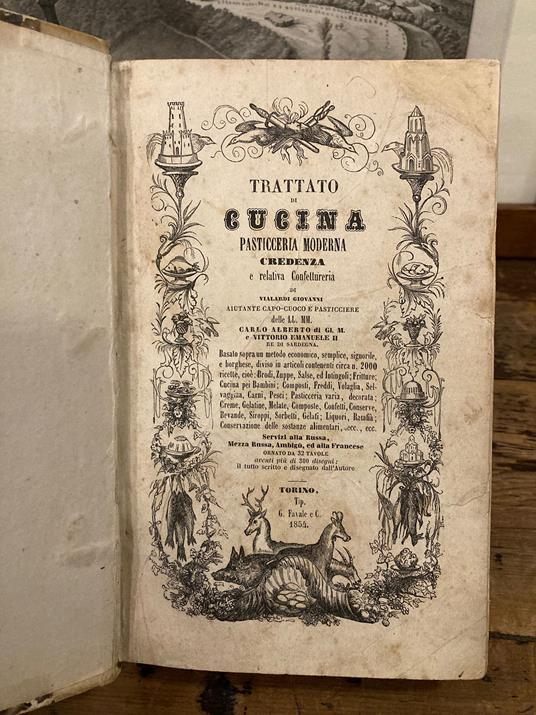 TRATTATO
DI
CUCINA
PASTICCERIA MODERNA
CREDENZA
e relativa Confettureria
DI
VIALARDI GIOVANNI
AIUTANTE CAPO-CUOCO E PASTICCIERE
delle LL. MM.
CARLO ALBERTO di Gl. M.
e VITTORIO EMANUELE II
RE DI SARDEGNA.
Basato sopra un metodo economico, semplice, signorile,
e borghese, diviso in articoli contenenti circa n. 2000
ricette, cioè: Brodi, Zuppe, Salse, ed Intingoli; Fritture;
Cucina pei Bambini; Composti, Freddi, Volaglia, Sel-
vaggina, Carni, Pesci; Pasticceria varia, decorata;
Creme, Gelatine, Melate, Composte, Confetti, Conserve,
Bevande, Siroppi, Sorbetti, Gelati; Liquori, Ratafià;
Conservazione delle sostanze alimentari, ecc., ecc.
Servizi alla Russa,
Mezza Russa, Ambigù, ed alla Francese
ORNATO DA 32 TAVOLE
aventi più di 300 disegni;
il tutto scritto e disegnato dall'Autore
TORINO,
Tip.
G. Favale e C.
1854.